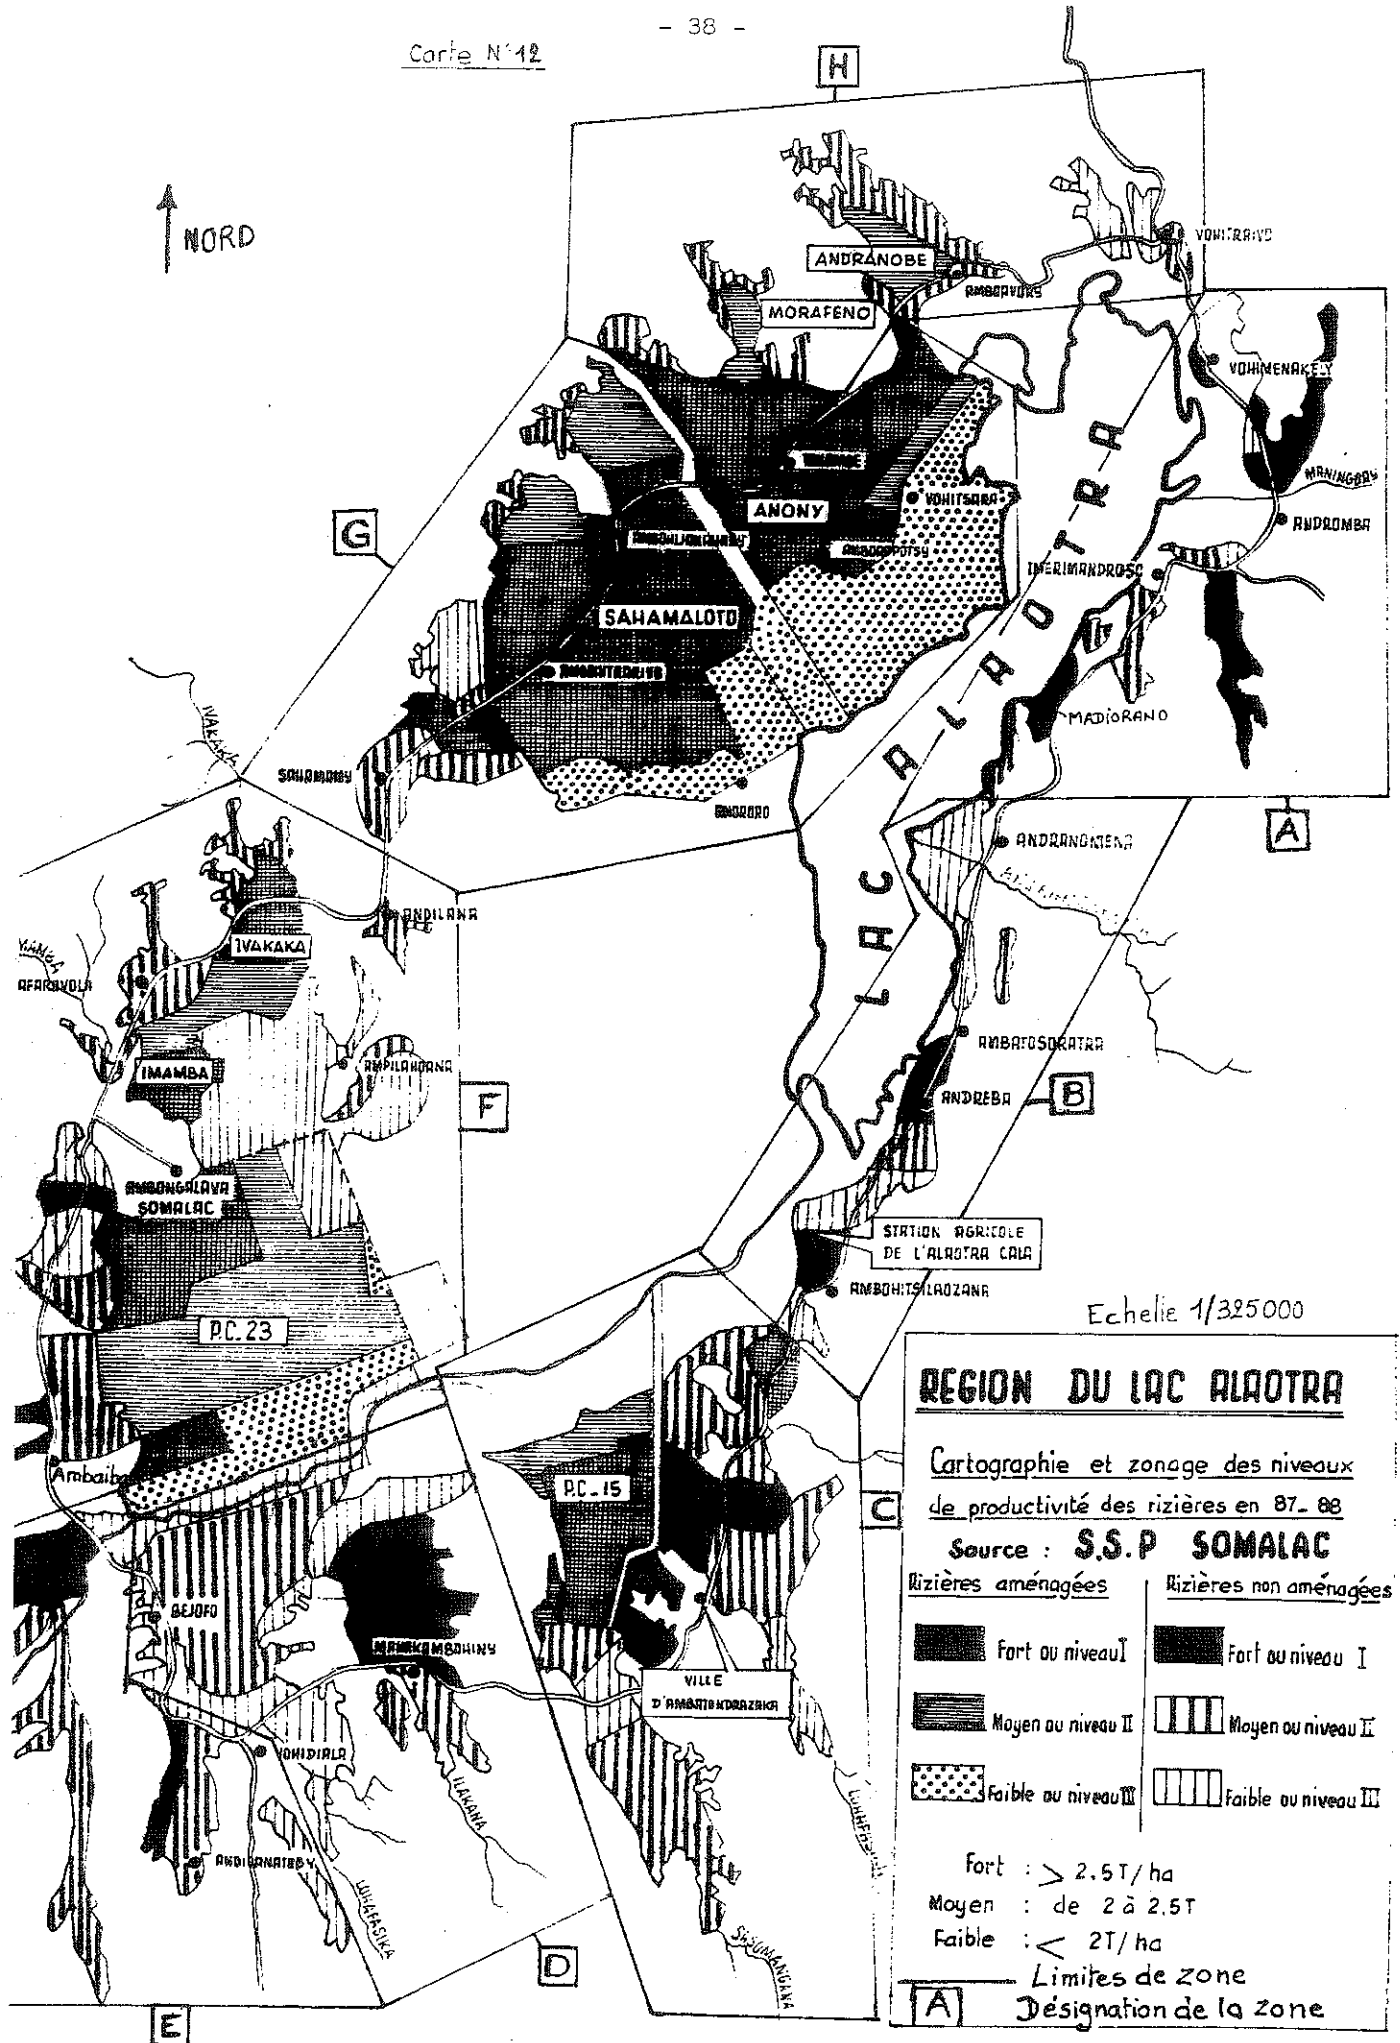 - 38 -
Carte N°12
H
NORD
VOHITRAIVO
ANDRANOBE
AMBOAVORY
MORAFENO
VOHIMENAKELY
MANINGORY
ANDROMBA
VOHITSARA
ANONY
G
IMERIMANDROSO
SAHAMALOTO
MADIORANO
IVAKAKA
SAHAMAMY
ANDRORO
A
LAC ALAOTRA
ANDRANOMENA
ANDILANA
IVAKAKA
AFARAVOLA
AMBATOSORATRA
IMAMBA
AMPILAHOANA
F
ANDREBA
B
AMBONGALAVA
SOMALAC
STATION AGRICOLE
DE L'ALAOTRA CALA
AMBOHITSILAOZANA
Echelle 1/325000
P.C. 23
REGION DU LAC ALAOTRA
Cartographie et zonage des niveaux
de productivité des rizières en 87-88
Source : S.S.P SOMALAC
Ambaibo
P.C-15
C
Rizières aménagées
Rizières non aménagées
BEJOFO
Fort ou niveau I
Fort ou niveau I
MANAKAMBOHINY
VILLE
D'AMBATONDRAZAKA
Moyen ou niveau II
Moyen ou niveau II
VOHIDIALA
ILAKANA
Faible ou niveau III
Faible ou niveau III
ANDILANATOBY
LOHAFASIKA
Fort : > 2.5T/ha
Moyen : de 2 à 2.5T
Faible : < 2T/ha
SASOMANGANA
D
Limites de zone
A Désignation de la zone
E